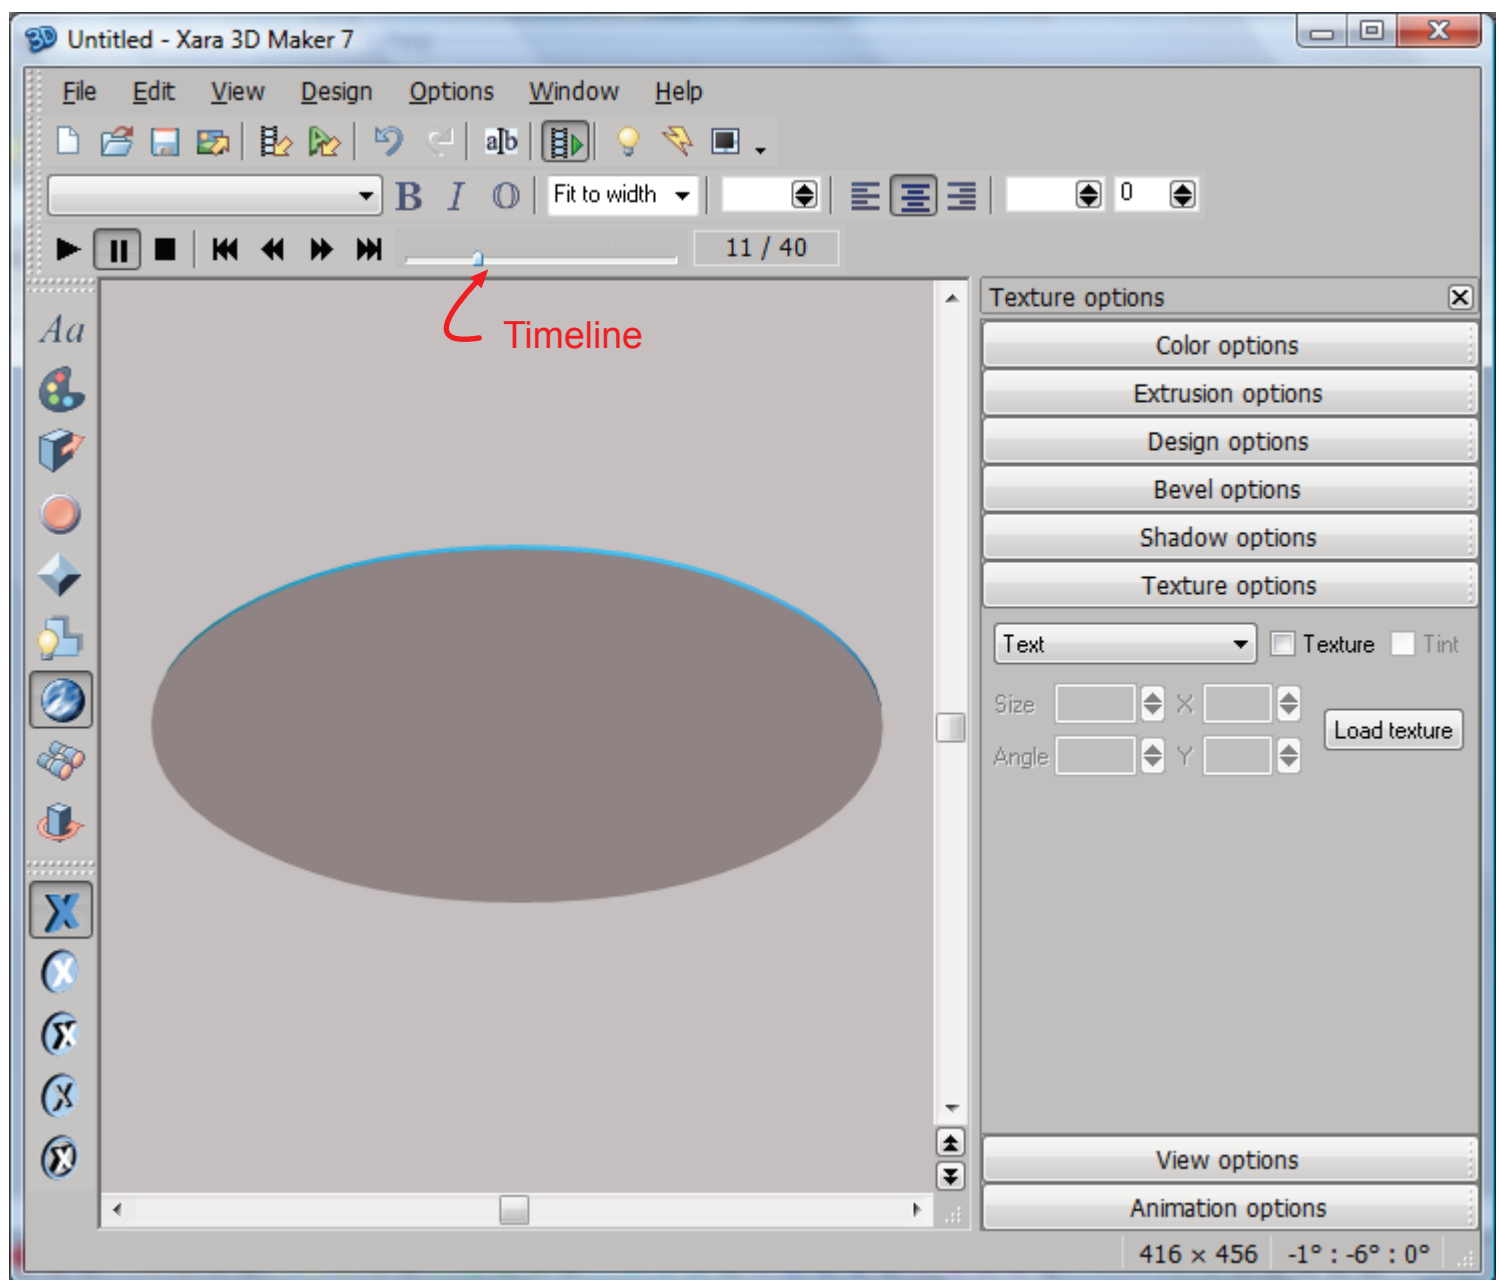 Untitled - Xara 3D Maker 7
File Edit View Design Options Window Help
a|b
B I O Fit to width 0
11 / 40
Timeline
Aa
Texture options
Color options
Extrusion options
Design options
Bevel options
Shadow options
Texture options
Text Texture Tint
Size X
Load texture
Angle Y
View options
Animation options
416 × 456 -1° : -6° : 0°